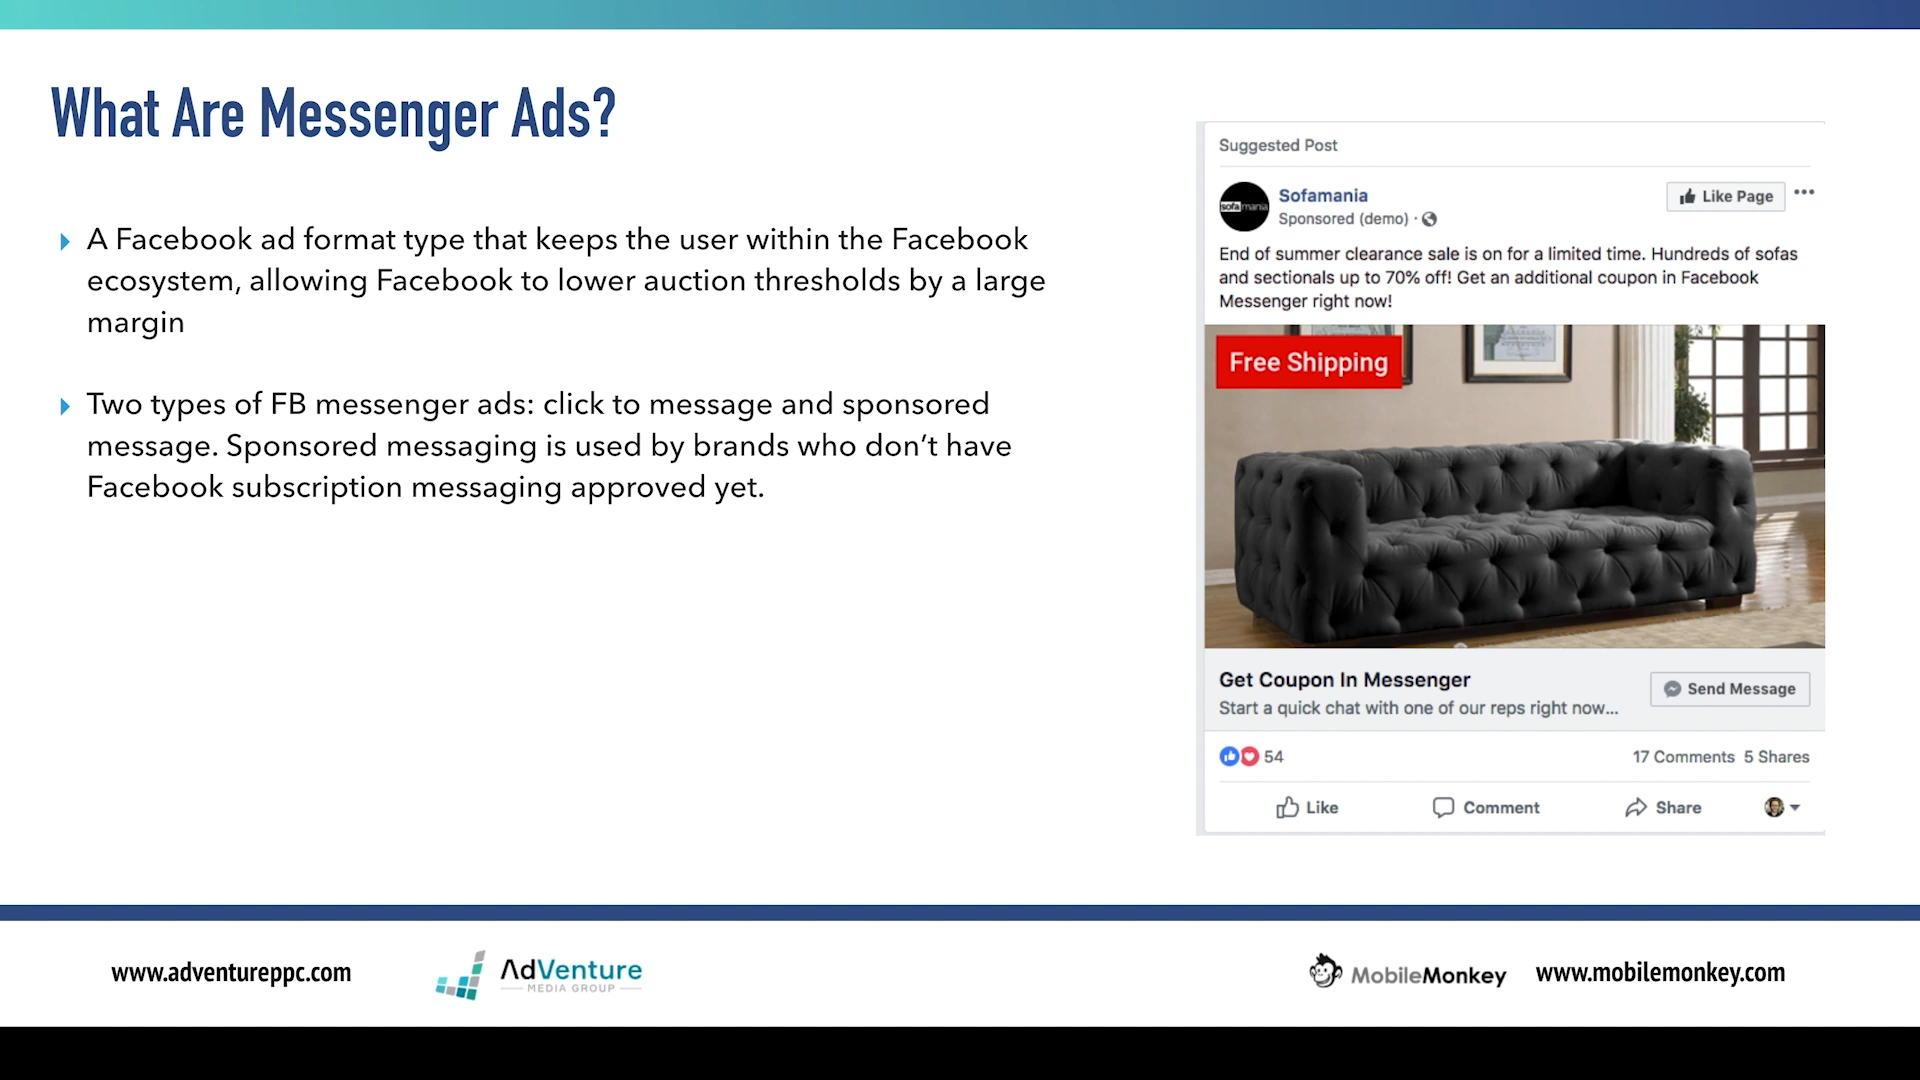 What Are Messenger Ads?
A Facebook ad format type that keeps the user within the Facebook
ecosystem, allowing Facebook to lower auction thresholds by a large
margin
Two types of FB messenger ads: click to message and sponsored
message. Sponsored messaging is used by brands who don’t have
Facebook subscription messaging approved yet.
Suggested Post
sofamania
Sofamania
Sponsored (demo) ·
Like Page
End of summer clearance sale is on for a limited time. Hundreds of sofas
and sectionals up to 70% off! Get an additional coupon in Facebook
Messenger right now!
Free Shipping
Get Coupon In Messenger
Start a quick chat with one of our reps right now...
Send Message
54
17 Comments 5 Shares
Like
Comment
Share
www.adventureppc.com
AdVenture
MEDIA GROUP
MobileMonkey
www.mobilemonkey.com